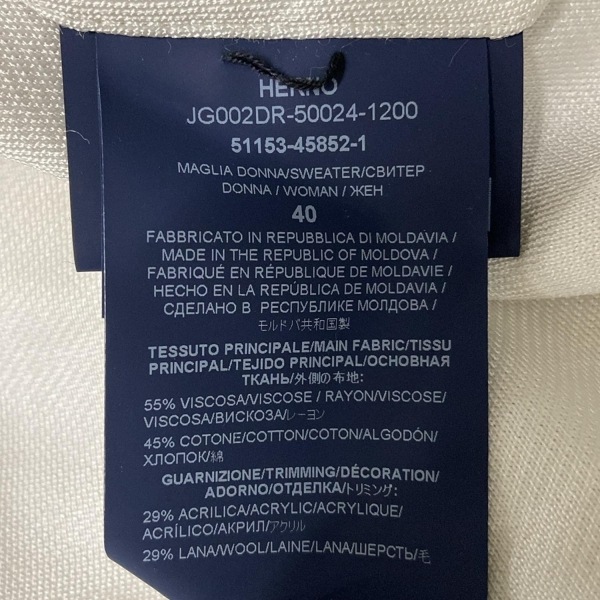 HERNO
JG002DR-50024-1200
51153-45852-1
MAGLIA DONNA/SWEATER/СВИТЕР
DONNA / WOMAN / ЖЕН
40
FABBRICATO IN REPUBBLICA DI MOLDAVIA /
MADE IN THE REPUBLIC OF MOLDOVA /
FABRIQUÉ EN RÉPUBLIQUE DE MOLDAVIE /
HECHO EN LA REPÚBLICA DE MOLDAVIA /
СДЕЛАНО В РЕСПУБЛИКЕ МОЛДОВА /
モルドバ共和国製
TESSUTO PRINCIPALE/MAIN FABRIC/TISSU
PRINCIPAL/TEJIDO PRINCIPAL/ОСНОВНАЯ
ТКАНЬ/外側の布地:
55% VISCOSA/VISCOSE / RAYON/VISCOSE/
VISCOSA/ВИСКОЗА/レーヨン
45% COTONE/COTTON/COTON/ALGODÓN/
ХЛОПОК/綿
GUARNIZIONE/TRIMMING/DÉCORATION/
ADORNO/ОТДЕЛКА/トリミング:
29% ACRILICA/ACRYLIC/ACRYLIQUE/
ACRÍLICO/АКРИЛ/アクリル
29% LANA/WOOL/LAINE/LANA/ШЕРСТЬ/毛